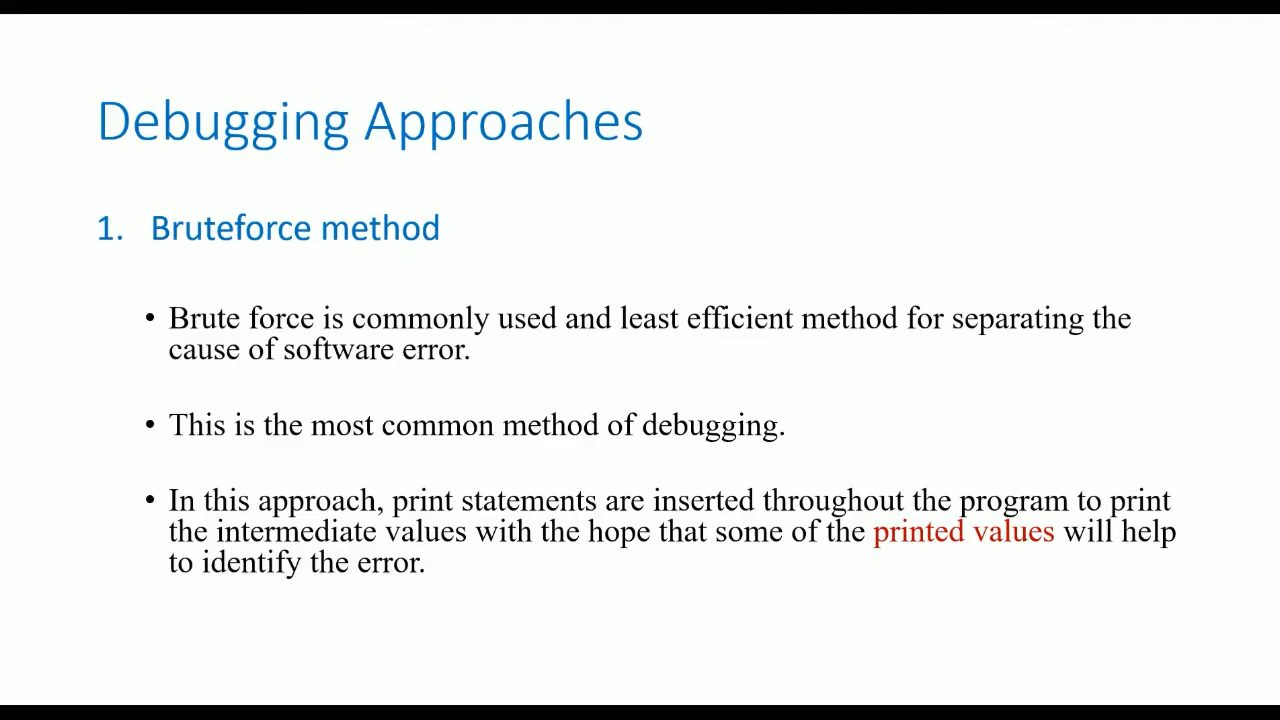 Debugging Approaches
1. Bruteforce method
• Brute force is commonly used and least efficient method for separating the
cause of software error.
• This is the most common method of debugging.
• In this approach, print statements are inserted throughout the program to print
the intermediate values with the hope that some of the printed values will help
to identify the error.